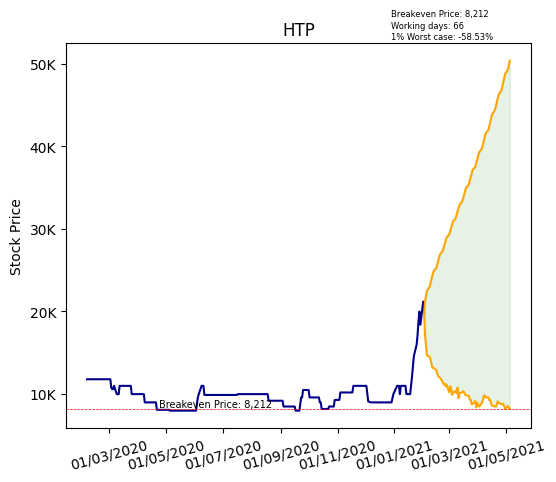 Breakeven Price: 8,212
Working days: 66
1% Worst case: -58.53%
HTP
Stock Price
50K
40K
30K
20K
10K
Breakeven Price: 8,212
01/03/2020 01/05/2020 01/07/2020 01/09/2020 01/11/2020 01/01/2021 01/03/2021 01/05/2021